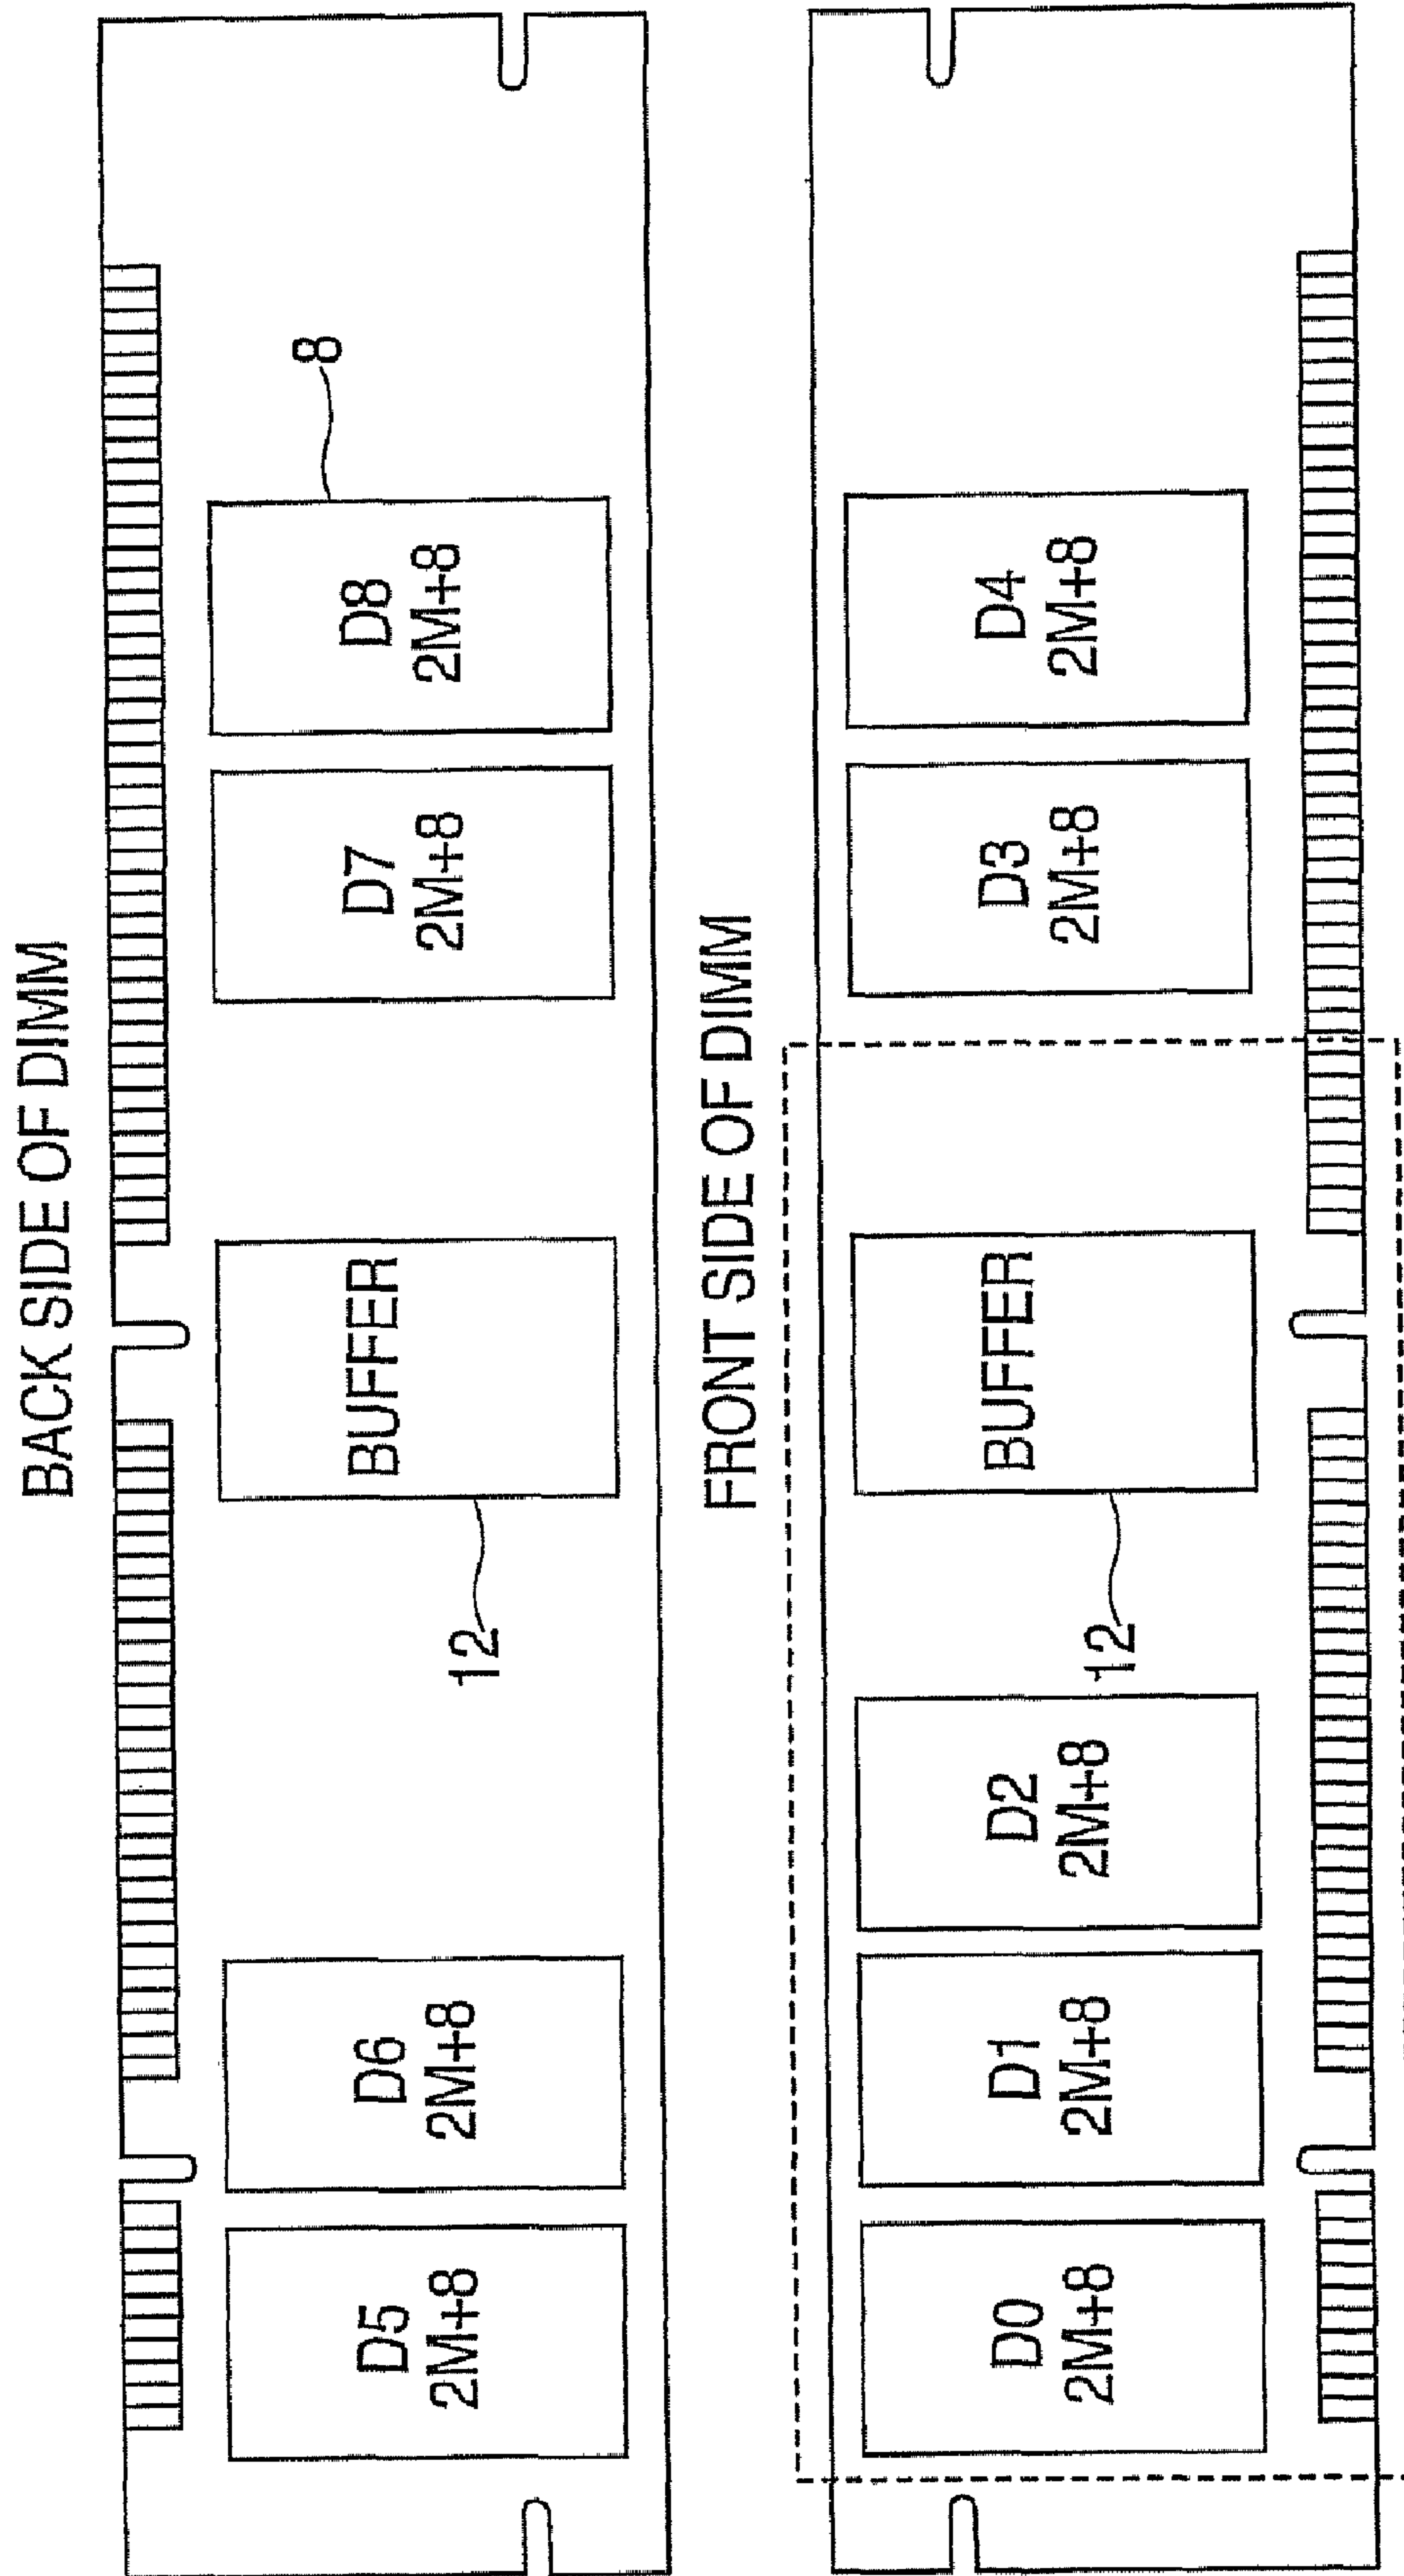 BACK SIDE OF DIMM
D5
2M+8
D6
2M+8
BUFFER
D7
2M+8
D8
2M+8
12
8
FRONT SIDE OF DIMM
D0
2M+8
D1
2M+8
D2
2M+8
BUFFER
D3
2M+8
D4
2M+8
12